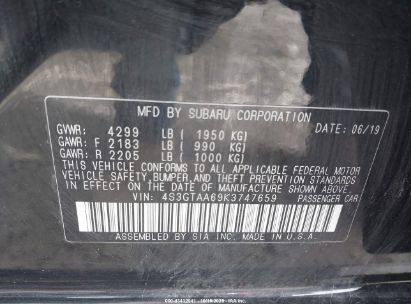 MFD BY SUBARU CORPORATION
GVWR: 4299 LB ( 1950 KG) DATE: 06/19
GAWR: F 2183 LB ( 990 KG)
GAWR: R 2205 LB ( 1000 KG)
THIS VEHICLE CONFORMS TO ALL APPLICABLE FEDERAL MOTOR
VEHICLE SAFETY, BUMPER, AND THEFT PREVENTION STANDARDS
IN EFFECT ON THE DATE OF MANUFACTURE SHOWN ABOVE.
VIN: 4S3GTAA69K3747659 PASSENGER CAR
ASSEMBLED BY SIA INC. MADE IN U.S.A.